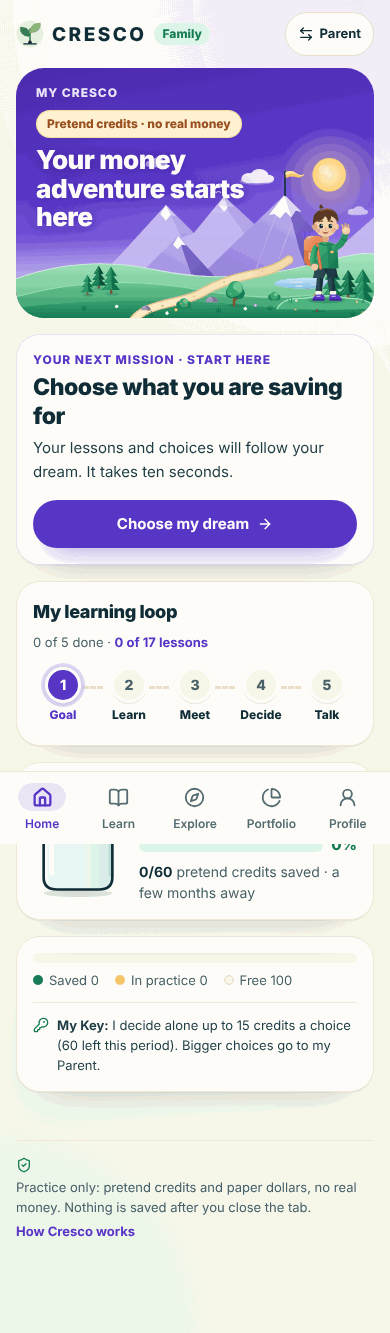 CRESCO Family Parent
MY CRESCO
Pretend credits · no real money
Your money
adventure starts
here
YOUR NEXT MISSION · START HERE
Choose what you are saving
for
Your lessons and choices will follow your
dream. It takes ten seconds.
Choose my dream →
My learning loop
0 of 5 done · 0 of 17 lessons
1 2 3 4 5
Goal Learn Meet Decide Talk
Home Learn Explore Portfolio Profile
0%
0/60 pretend credits saved · a
few months away
Saved 0 In practice 0 Free 100
My Key: I decide alone up to 15 credits a choice
(60 left this period). Bigger choices go to my
Parent.
Practice only: pretend credits and paper dollars, no real
money. Nothing is saved after you close the tab.
How Cresco works